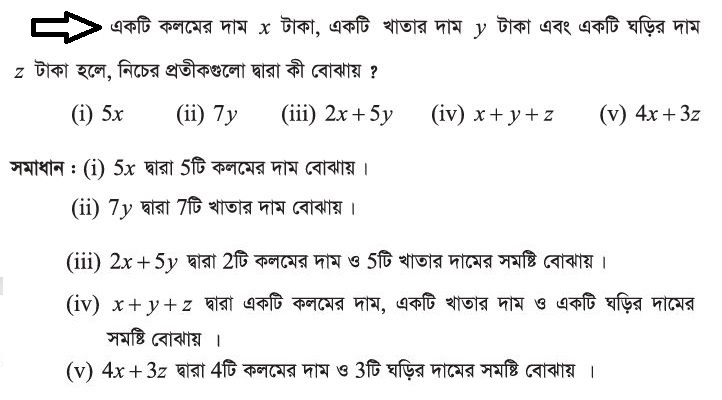 একটি কলমের দাম x টাকা, একটি খাতার দাম y টাকা এবং একটি ঘড়ির দাম
z টাকা হলে, নিচের প্রতীকগুলো দ্বারা কী বোঝায় ?
(i) 5x (ii) 7y (iii) 2x + 5y (iv) x + y + z (v) 4x + 3z
সমাধান : (i) 5x দ্বারা 5টি কলমের দাম বোঝায় ।
(ii) 7y দ্বারা 7টি খাতার দাম বোঝায় ।
(iii) 2x + 5y দ্বারা 2টি কলমের দাম ও 5টি খাতার দামের সমষ্টি বোঝায় ।
(iv) x + y + z দ্বারা একটি কলমের দাম, একটি খাতার দাম ও একটি ঘড়ির দামের
সমষ্টি বোঝায় ।
(v) 4x + 3z দ্বারা 4টি কলমের দাম ও 3টি ঘড়ির দামের সমষ্টি বোঝায় ।